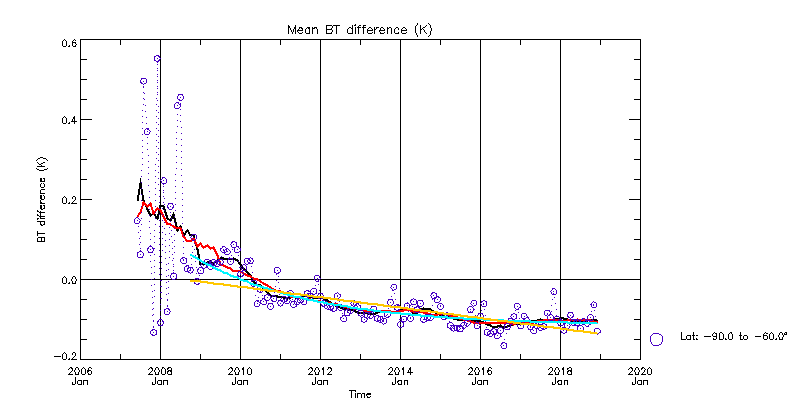 Mean BT difference (K)
0.6
0.4
0.2
0.0
-0.2
BT difference (K)
2006 2008 2010 2012 2014 2016 2018 2020
Jan Jan Jan Jan Jan Jan Jan Jan
Time
Lat: -90.0 to -60.0°